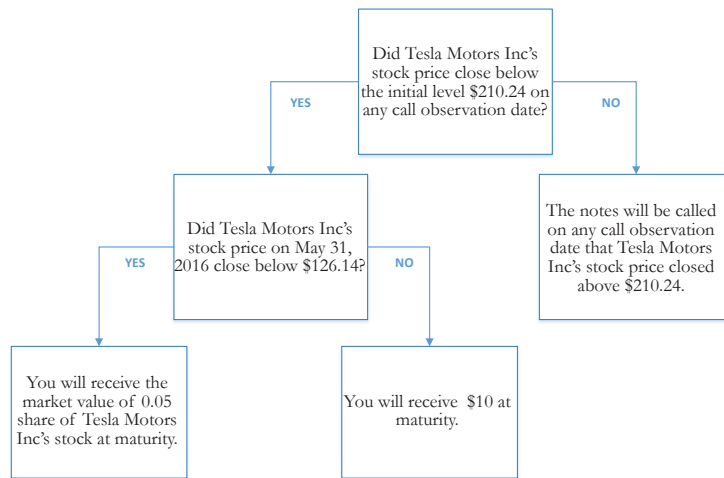 Did Tesla Motors Inc's
stock price close below
the initial level $210.24 on
any call observation date?
YES
NO
Did Tesla Motors Inc's
stock price on May 31,
2016 close below $126.14?
The notes will be called
on any call observation
date that Tesla Motors
Inc's stock price closed
above $210.24.
YES
NO
You will receive the
market value of 0.05
share of Tesla Motors
Inc's stock at maturity.
You will receive $10 at
maturity.